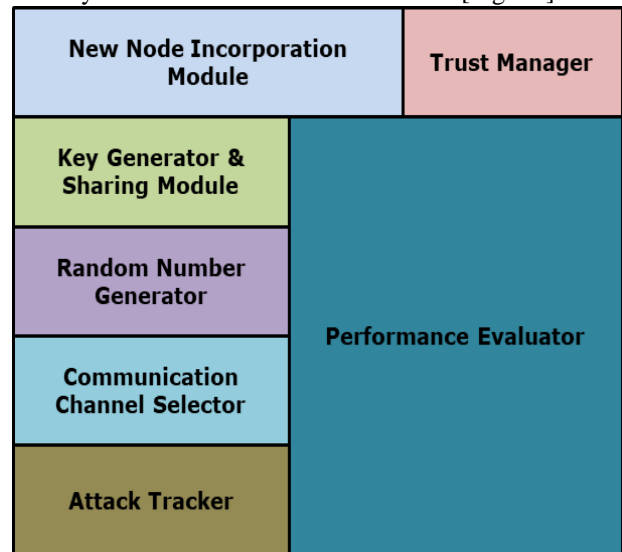 New Node Incorporation
Module
Trust Manager
Key Generator &
Sharing Module
Random Number
Generator
Performance Evaluator
Communication
Channel Selector
Attack Tracker